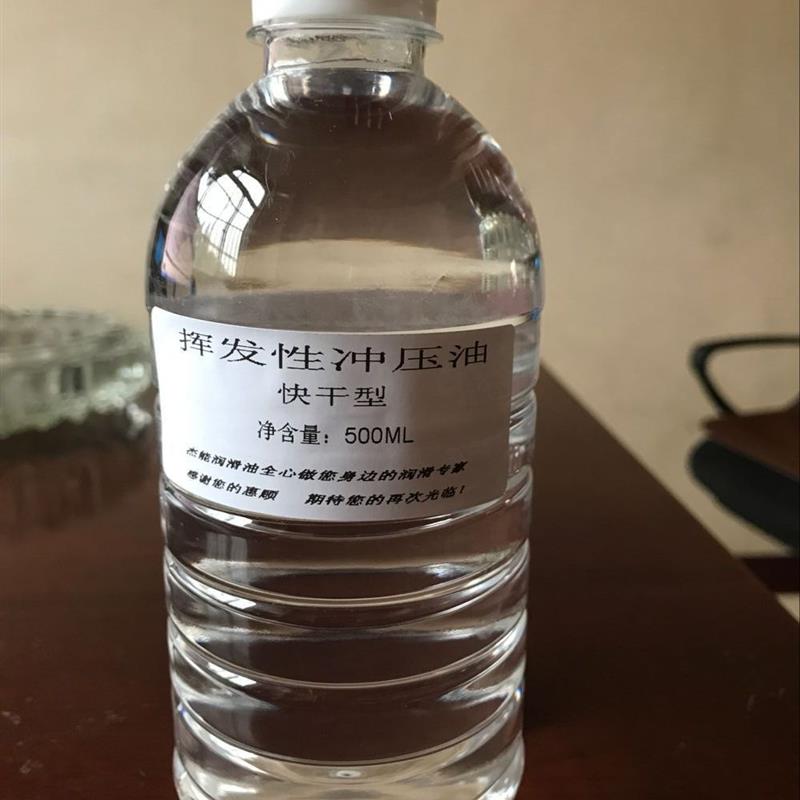 挥发性冲压油
快干型
净含量：500ML
杰能润滑油全心做您身边的润滑专家
感谢您的惠顾 期待您的再次光临！